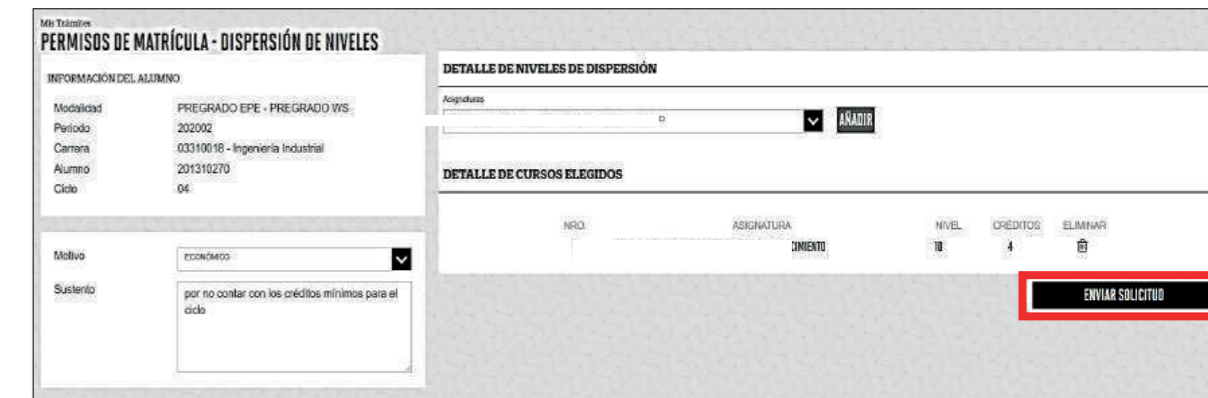 Mis Trámites
PERMISOS DE MATRÍCULA - DISPERSIÓN DE NIVELES
INFORMACIÓN DEL ALUMNO
Modalidad PREGRADO EPE - PREGRADO WS
Periodo 202002
Carrera 03310018 - Ingeniería Industrial
Alumno 201310270
Ciclo 04
Motivo ECONÓMICO
Sustento por no contar con los créditos mínimos para el
ciclo
DETALLE DE NIVELES DE DISPERSIÓN
Asignaturas
AÑADIR
DETALLE DE CURSOS ELEGIDOS
NRO. ASIGNATURA NIVEL CRÉDITOS ELIMINAR
CIMIENTO 10 4
ENVIAR SOLICITUD